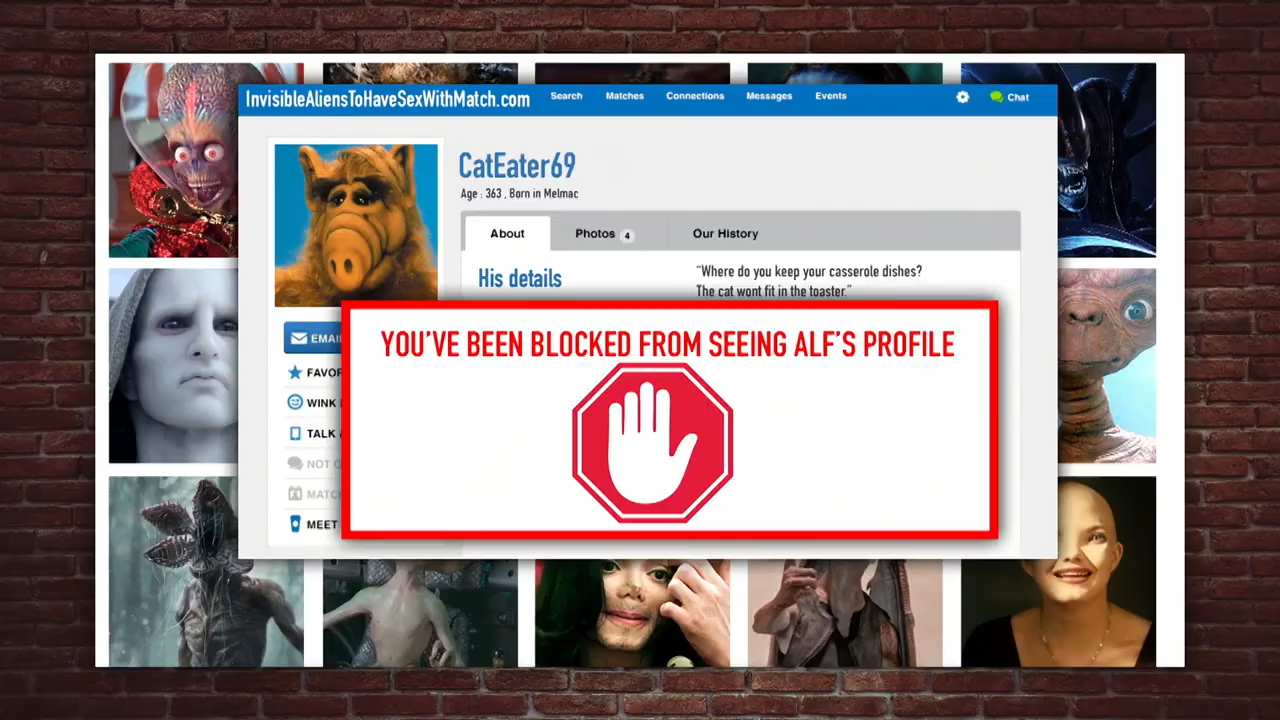 InvisibleAliensToHaveSexWithMatch.com Search Matches Connections Messages Events Chat
CatEater69
Age : 363 , Born in Melmac
About Photos 4 Our History
His details
“Where do you keep your casserole dishes?
The cat wont fit in the toaster.”
YOU’VE BEEN BLOCKED FROM SEEING ALF’S PROFILE
EMAI
FAVO
WINK
TALK
NOT
MATC
MEET